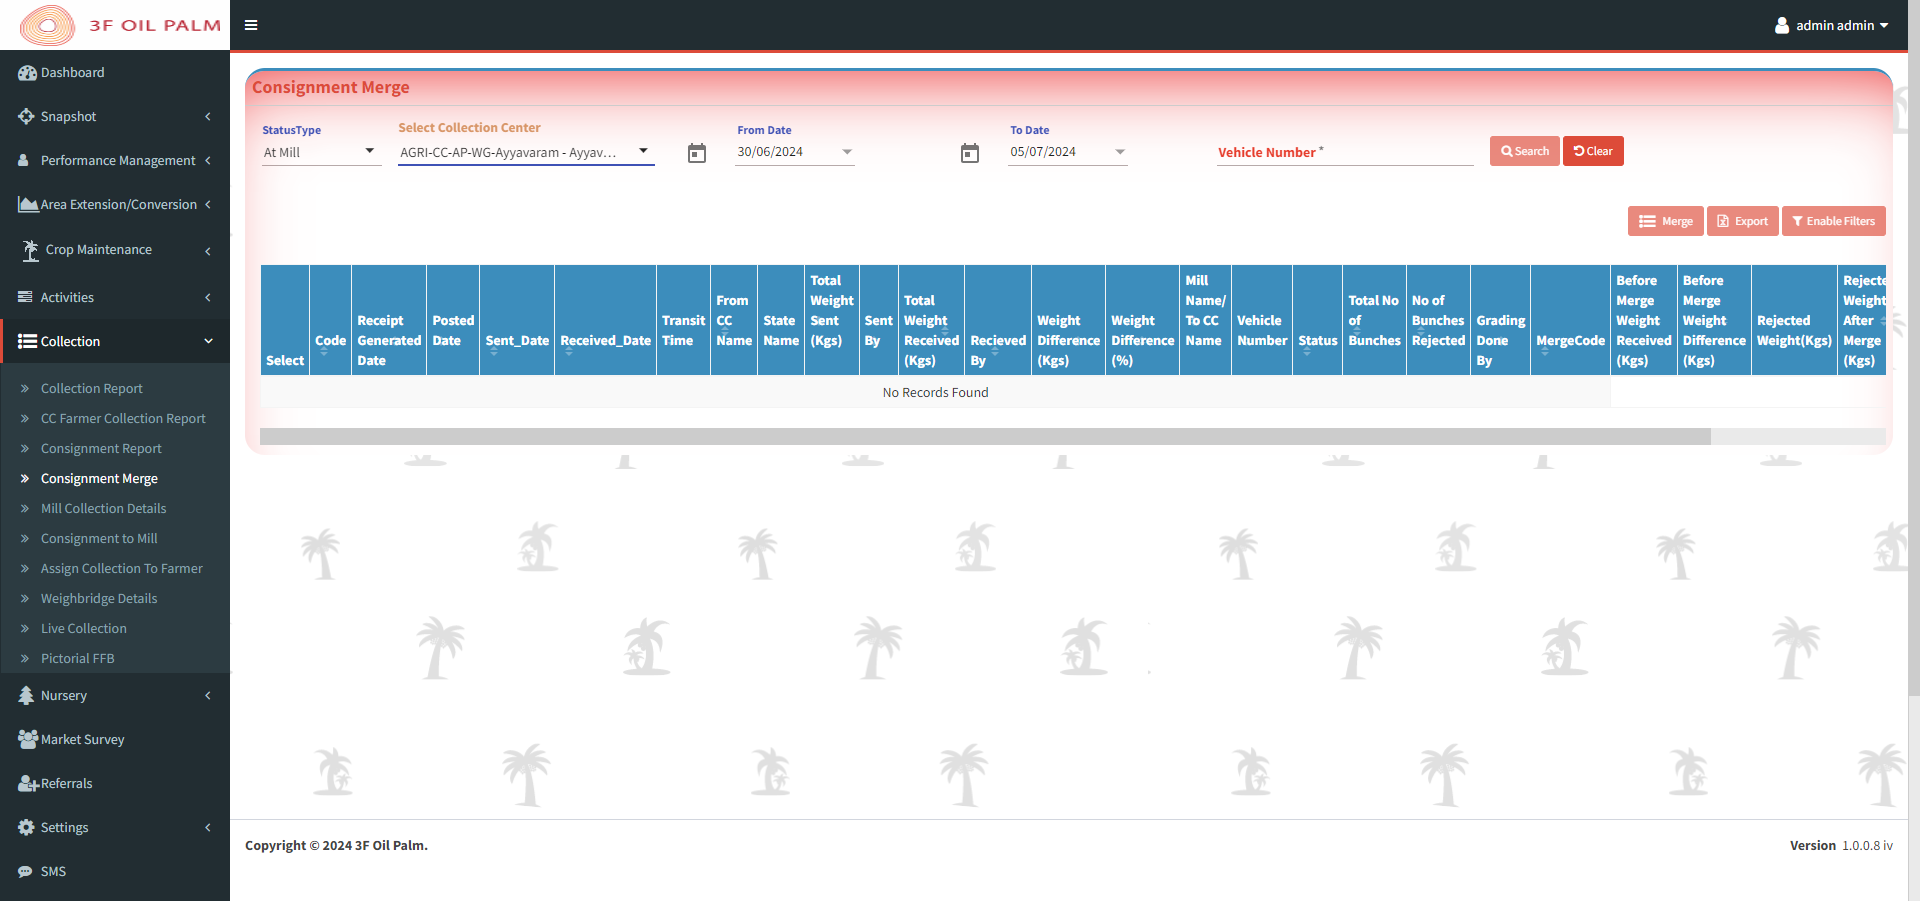 3F OIL PALM
admin admin
Dashboard
Snapshot
Performance Management
Area Extension/Conversion
Crop Maintenance
Activities
Collection
Collection Report
CC Farmer Collection Report
Consignment Report
Consignment Merge
Mill Collection Details
Consignment to Mill
Assign Collection To Farmer
Weighbridge Details
Live Collection
Pictorial FFB
Nursery
Market Survey
Referrals
Settings
SMS
Consignment Merge
StatusType
At Mill
Select Collection Center
AGRI-CC-AP-WG-Ayyavaram - Ayyav...
From Date
30/06/2024
To Date
05/07/2024
Vehicle Number *
Search
Clear
Merge
Export
Enable Filters
Select
Code
Receipt
Generated
Date
Posted
Date
Sent_Date
Received_Date
Transit
Time
From
CC
Name
State
Name
Total
Weight
Sent
(Kgs)
Sent
By
Total
Weight
Received
(Kgs)
Recieved
By
Weight
Difference
(Kgs)
Weight
Difference
(%)
Mill
Name/
To CC
Name
Vehicle
Number
Status
Total No
of
Bunches
No of
Bunches
Rejected
Grading
Done
By
MergeCode
Before
Merge
Weight
Received
(Kgs)
Before
Merge
Weight
Difference
(Kgs)
Rejected
Weight(Kgs)
Rejecte
Weight
After
Merge
(Kgs)
No Records Found
Copyright © 2024 3F Oil Palm.
Version 1.0.0.8 iv